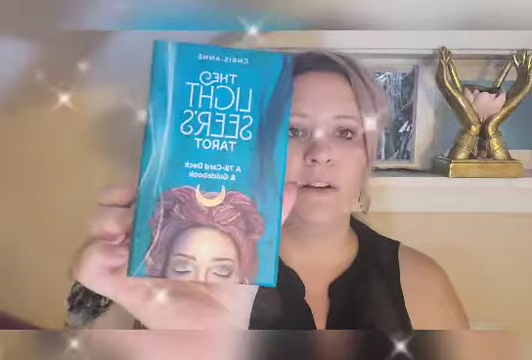 CHRIS-ANNE
THE
LIGHT
SEER'S
TAROT
A 78-Card Deck
& Guidebook